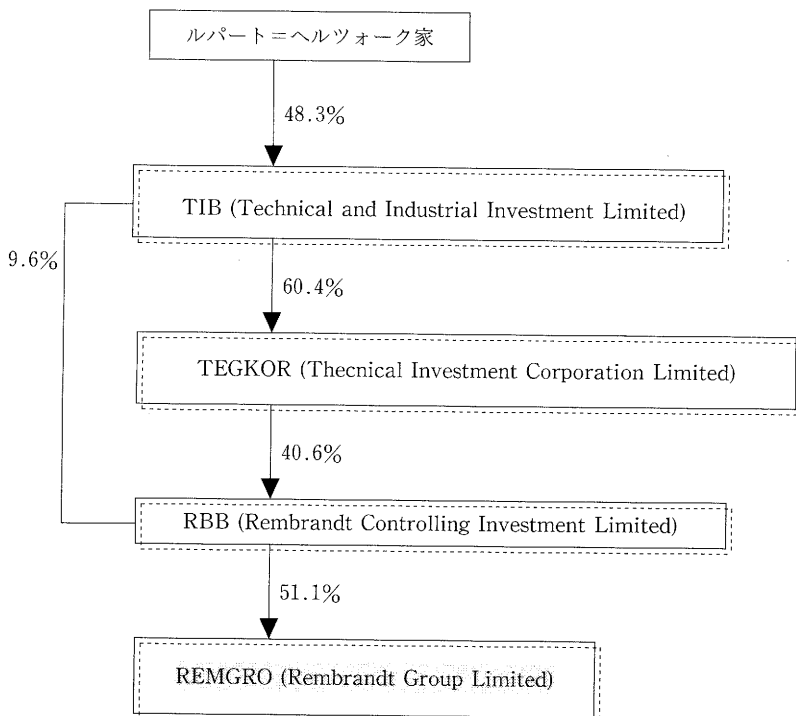 ルパート＝ヘルツォーク家
48.3%
TIB (Technical and Industrial Investment Limited)
9.6%
60.4%
TEGKOR (Thecnical Investment Corporation Limited)
40.6%
RBB (Rembrandt Controlling Investment Limited)
51.1%
REMGRO (Rembrandt Group Limited)